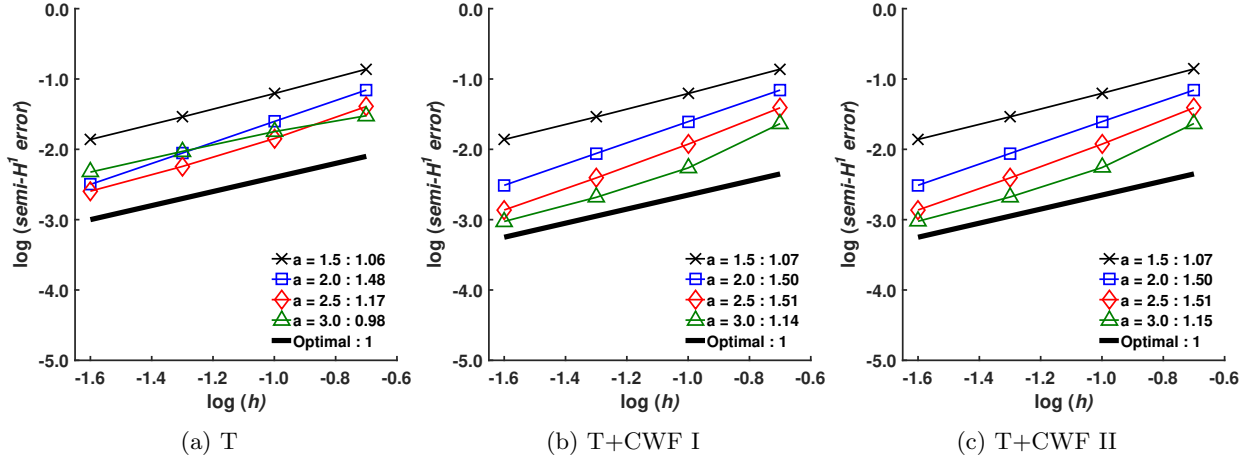 0.0
-1.0
-2.0
-3.0
-4.0
-5.0
log (semi-H¹ error)
a = 1.5 : 1.06
a = 2.0 : 1.48
a = 2.5 : 1.17
a = 3.0 : 0.98
Optimal : 1
-1.6 -1.4 -1.2 -1.0 -0.8 -0.6
log (h)
(a) T
0.0
-1.0
-2.0
-3.0
-4.0
-5.0
log (semi-H¹ error)
a = 1.5 : 1.07
a = 2.0 : 1.50
a = 2.5 : 1.51
a = 3.0 : 1.14
Optimal : 1
-1.6 -1.4 -1.2 -1.0 -0.8 -0.6
log (h)
(b) T+CWF I
0.0
-1.0
-2.0
-3.0
-4.0
-5.0
log (semi-H¹ error)
a = 1.5 : 1.07
a = 2.0 : 1.50
a = 2.5 : 1.51
a = 3.0 : 1.15
Optimal : 1
-1.6 -1.4 -1.2 -1.0 -0.8 -0.6
log (h)
(c) T+CWF II